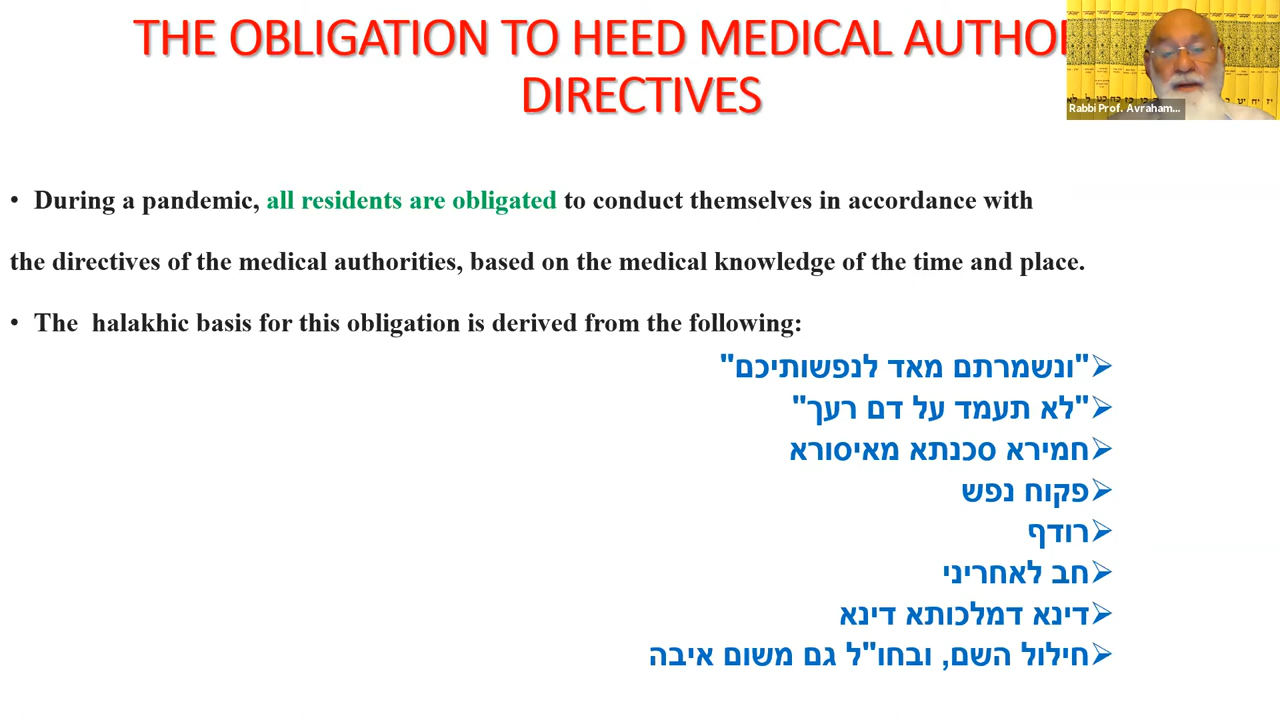 THE OBLIGATION TO HEED MEDICAL
DIRECTIVES
Rabbi Prof. Avraham...
• During a pandemic, all residents are obligated to conduct themselves in accordance with
the directives of the medical authorities, based on the medical knowledge of the time and place.
• The halakhic basis for this obligation is derived from the following:
➢"ונשמרתם מאד לנפשותיכם"
➢"לא תעמד על דם רעך"
➢חמירא סכנתא מאיסורא
➢פקוח נפש
➢רודף
➢חב לאחריני
➢דינא דמלכותא דינא
➢חילול השם, ובחו"ל גם משום איבה